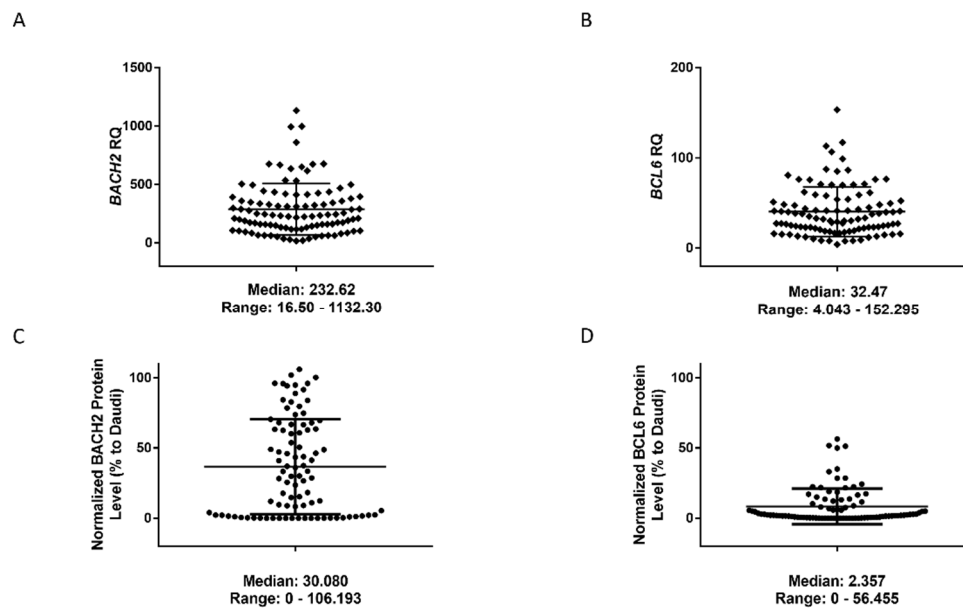 A
B
1500
1000
500
0
BACH2 RQ
Median: 232.62
Range: 16.50 - 1132.30
200
100
0
BCL6 RQ
Median: 32.47
Range: 4.043 - 152.295
C
D
100
50
0
Normalized BACH2 Protein
Level (% to Daudi)
Median: 30.080
Range: 0 - 106.193
100
50
0
Normalized BCL6 Protein
Level (% to Daudi)
Median: 2.357
Range: 0 - 56.455